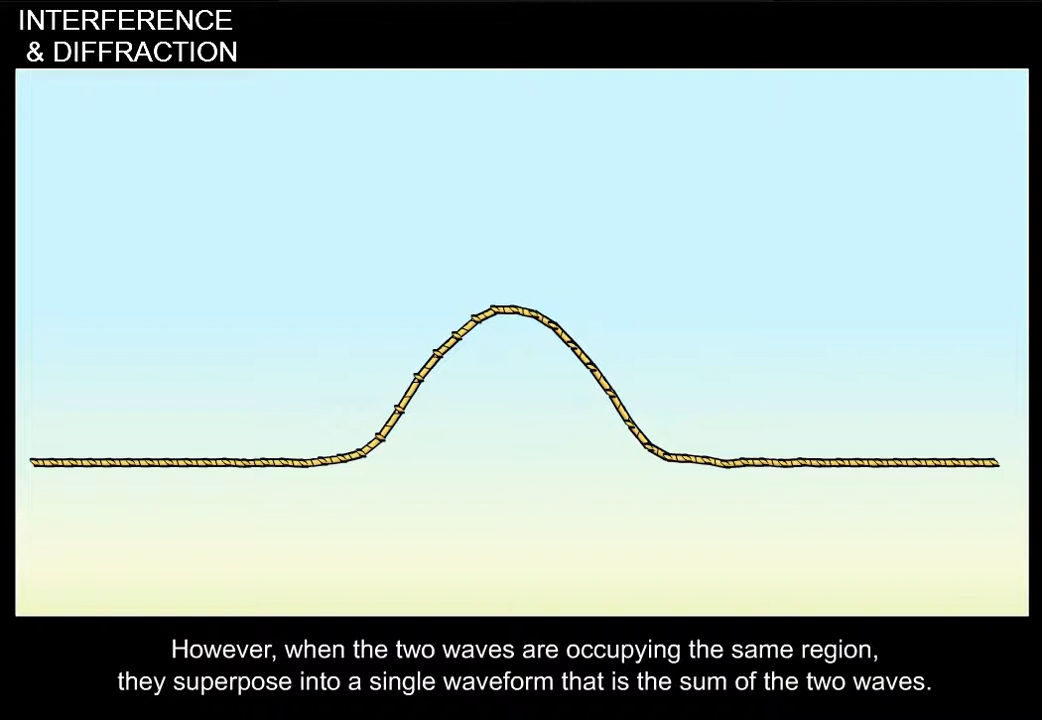 INTERFERENCE
& DIFFRACTION
However, when the two waves are occupying the same region,
they superpose into a single waveform that is the sum of the two waves.